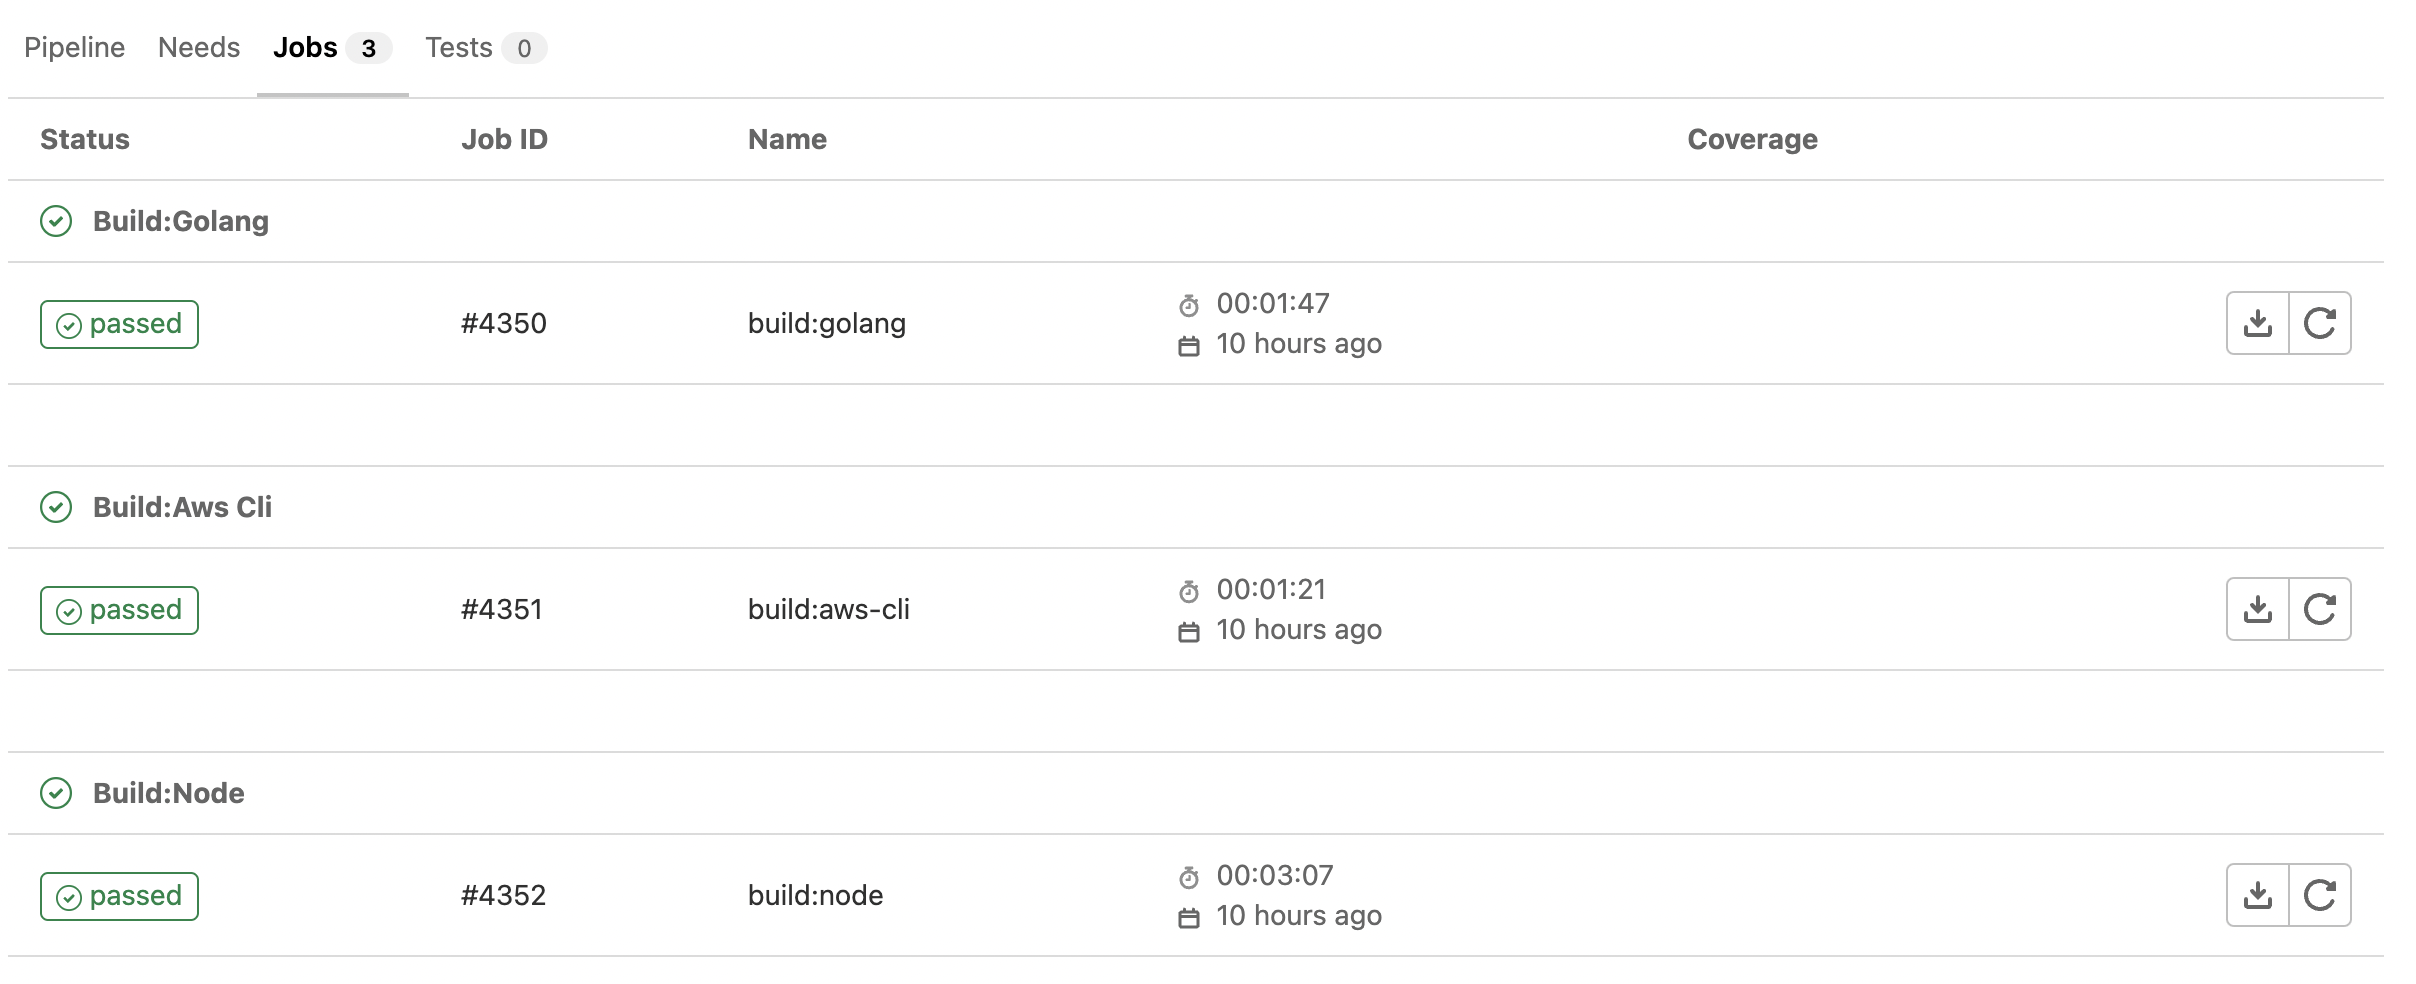 Pipeline Needs Jobs 3 Tests 0
Status Job ID Name Coverage
Build:Golang
passed #4350 build:golang 00:01:47
10 hours ago
Build:Aws Cli
passed #4351 build:aws-cli 00:01:21
10 hours ago
Build:Node
passed #4352 build:node 00:03:07
10 hours ago